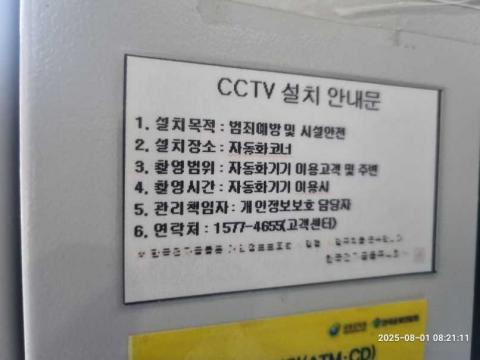 CCTV 설치 안내문
1. 설치목적 : 범죄예방 및 시설안전
2. 설치장소 : 자동화코너
3. 촬영범위 : 자동화기기 이용고객 및 주변
4. 촬영시간 : 자동화기기 이용시
5. 관리책임자 : 개인정보보호 담당자
6. 연락처 : 1577-4655(고객센터)
2025-08-01 08:21:11
(ATM·CD)